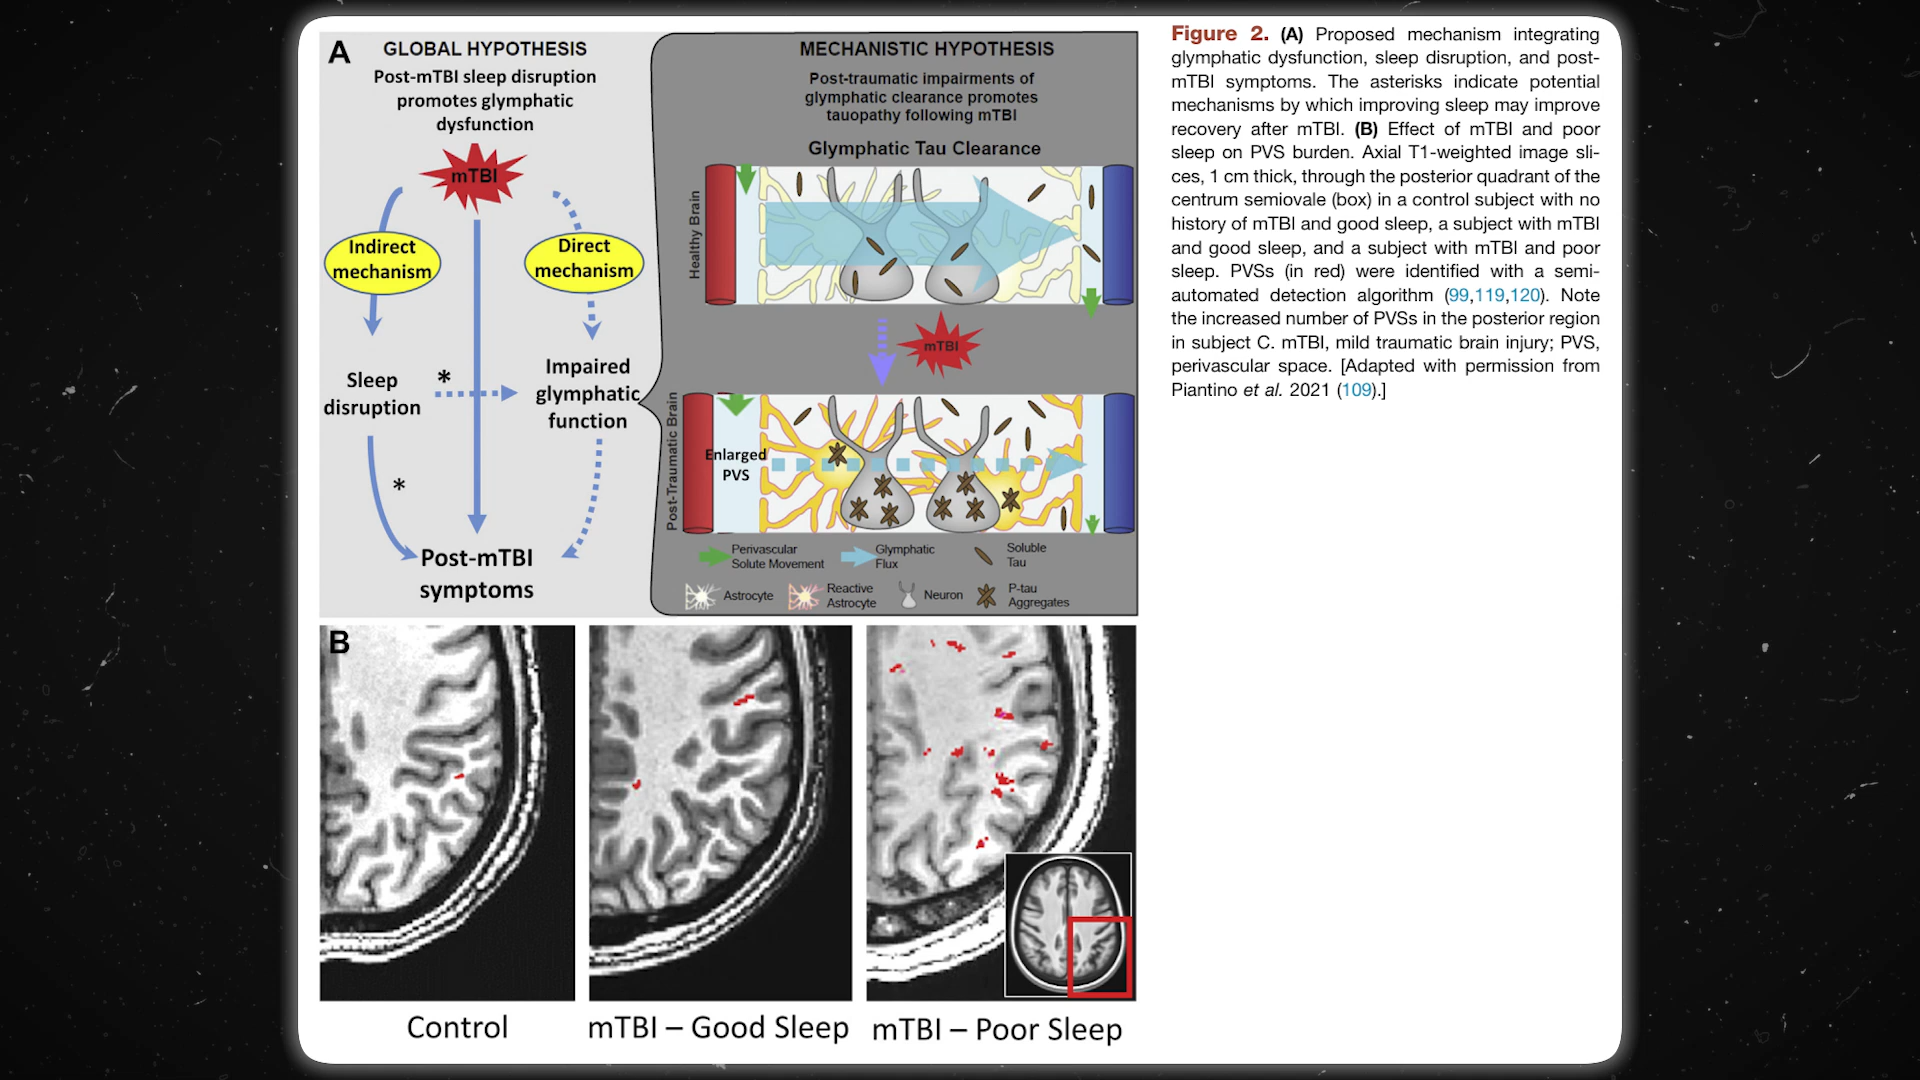 A
GLOBAL HYPOTHESIS
Post-mTBI sleep disruption
promotes glymphatic
dysfunction
mTBI
Indirect
mechanism
Direct
mechanism
Sleep
disruption
*
Impaired
glymphatic
function
*
Post-mTBI
symptoms
MECHANISTIC HYPOTHESIS
Post-traumatic impairments of
glymphatic clearance promotes
tauopathy following mTBI
Glymphatic Tau Clearance
Healthy Brain
mTBI
Post-Traumatic Brain
Enlarged
PVS
Perivascular
Solute Movement
Glymphatic
Flux
Soluble
Tau
Astrocyte
Reactive
Astrocyte
Neuron
P-tau
Aggregates
B
Control
mTBI – Good Sleep
mTBI – Poor Sleep
Figure 2. (A) Proposed mechanism integrating
glymphatic dysfunction, sleep disruption, and post-
mTBI symptoms. The asterisks indicate potential
mechanisms by which improving sleep may improve
recovery after mTBI. (B) Effect of mTBI and poor
sleep on PVS burden. Axial T1-weighted image sli-
ces, 1 cm thick, through the posterior quadrant of the
centrum semiovale (box) in a control subject with no
history of mTBI and good sleep, a subject with mTBI
and good sleep, and a subject with mTBI and poor
sleep. PVSs (in red) were identified with a semi-
automated detection algorithm (99,119,120). Note
the increased number of PVSs in the posterior region
in subject C. mTBI, mild traumatic brain injury; PVS,
perivascular space. [Adapted with permission from
Piantino et al. 2021 (109).]